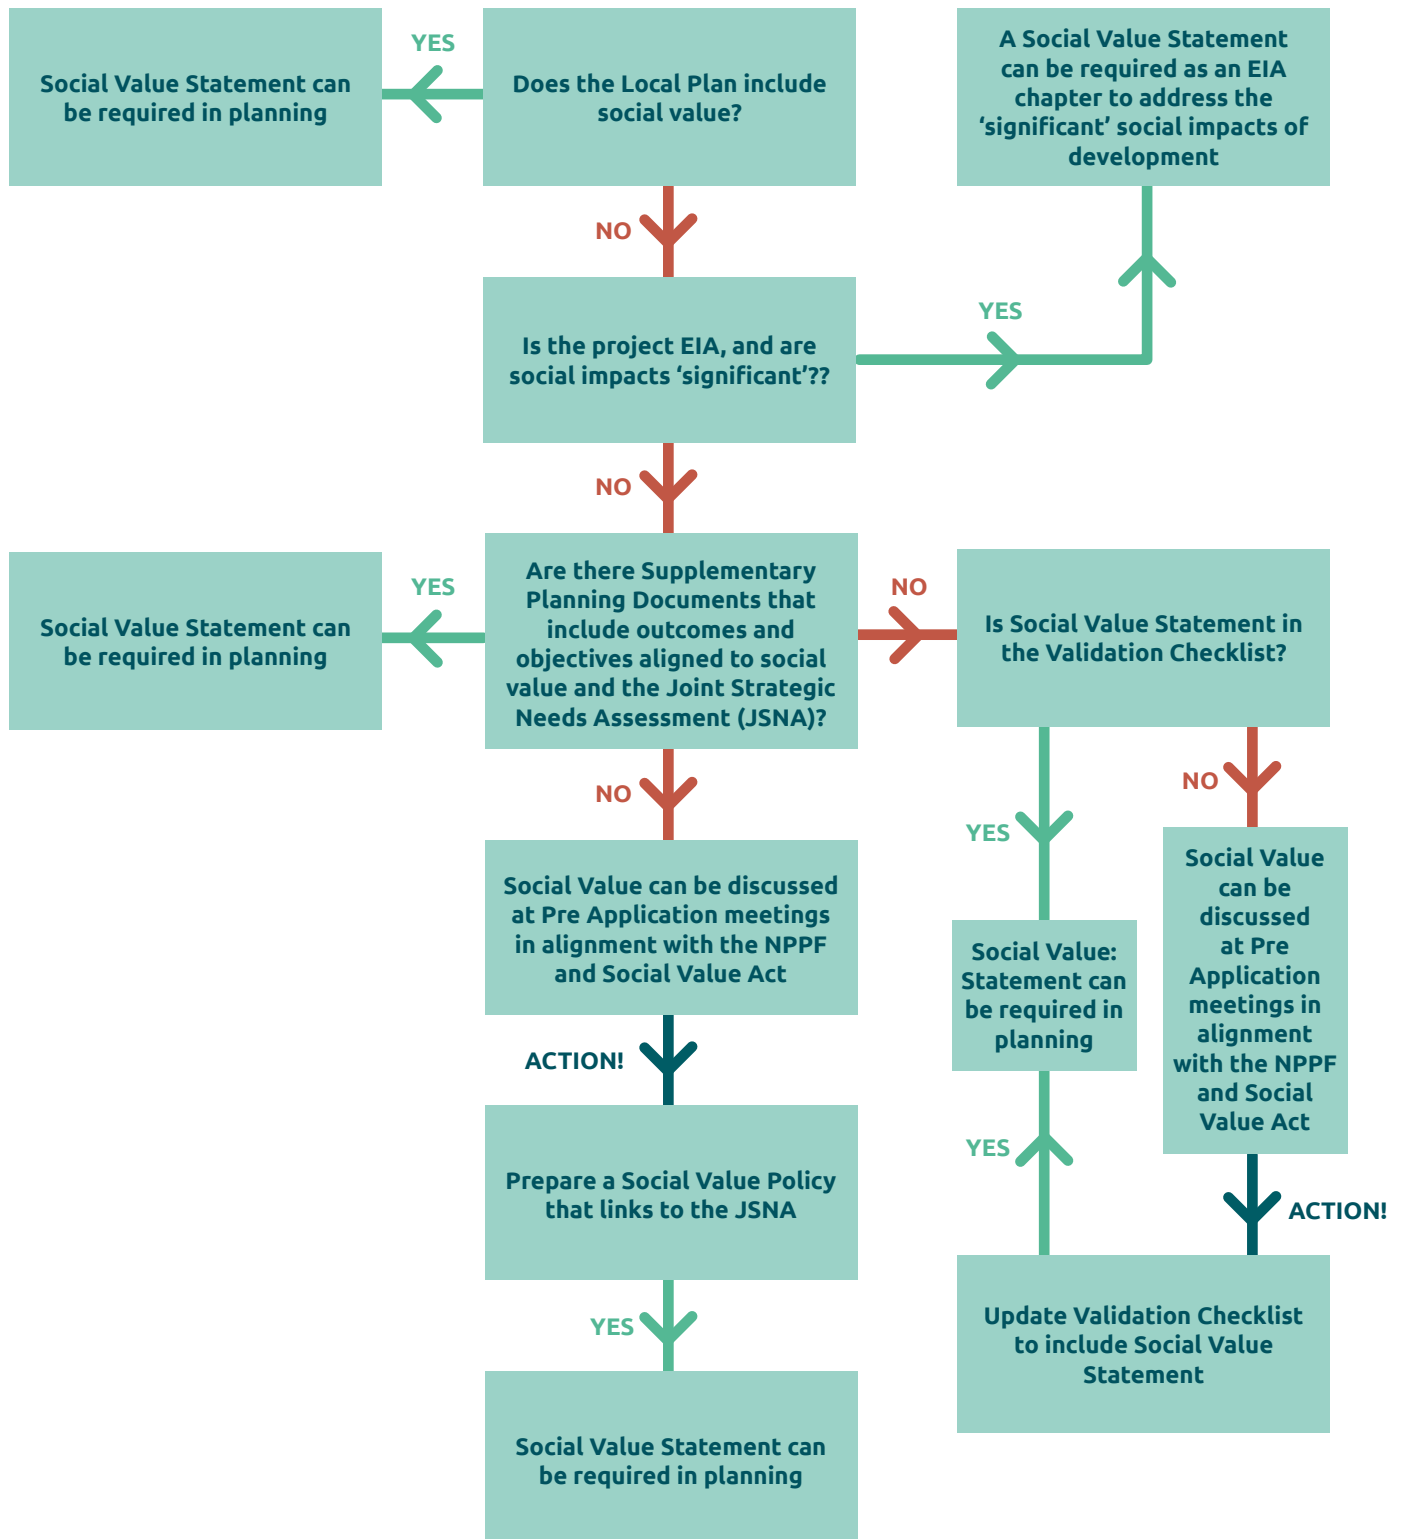 Social Value Statement can
be required in planning
YES
Does the Local Plan include
social value?
A Social Value Statement
can be required as an EIA
chapter to address the
‘significant’ social impacts of
development
NO
Is the project EIA, and are
social impacts ‘significant’??
YES
NO
Social Value Statement can
be required in planning
YES
Are there Supplementary
Planning Documents that
include outcomes and
objectives aligned to social
value and the Joint Strategic
Needs Assessment (JSNA)?
NO
Is Social Value Statement in
the Validation Checklist?
NO
Social Value can be discussed
at Pre Application meetings
in alignment with the NPPF
and Social Value Act
ACTION!
Prepare a Social Value Policy
that links to the JSNA
YES
Social Value Statement can
be required in planning
YES
Social Value:
Statement can
be required in
planning
YES
NO
Social Value
can be
discussed
at Pre
Application
meetings in
alignment
with the NPPF
and Social
Value Act
ACTION!
Update Validation Checklist
to include Social Value
Statement